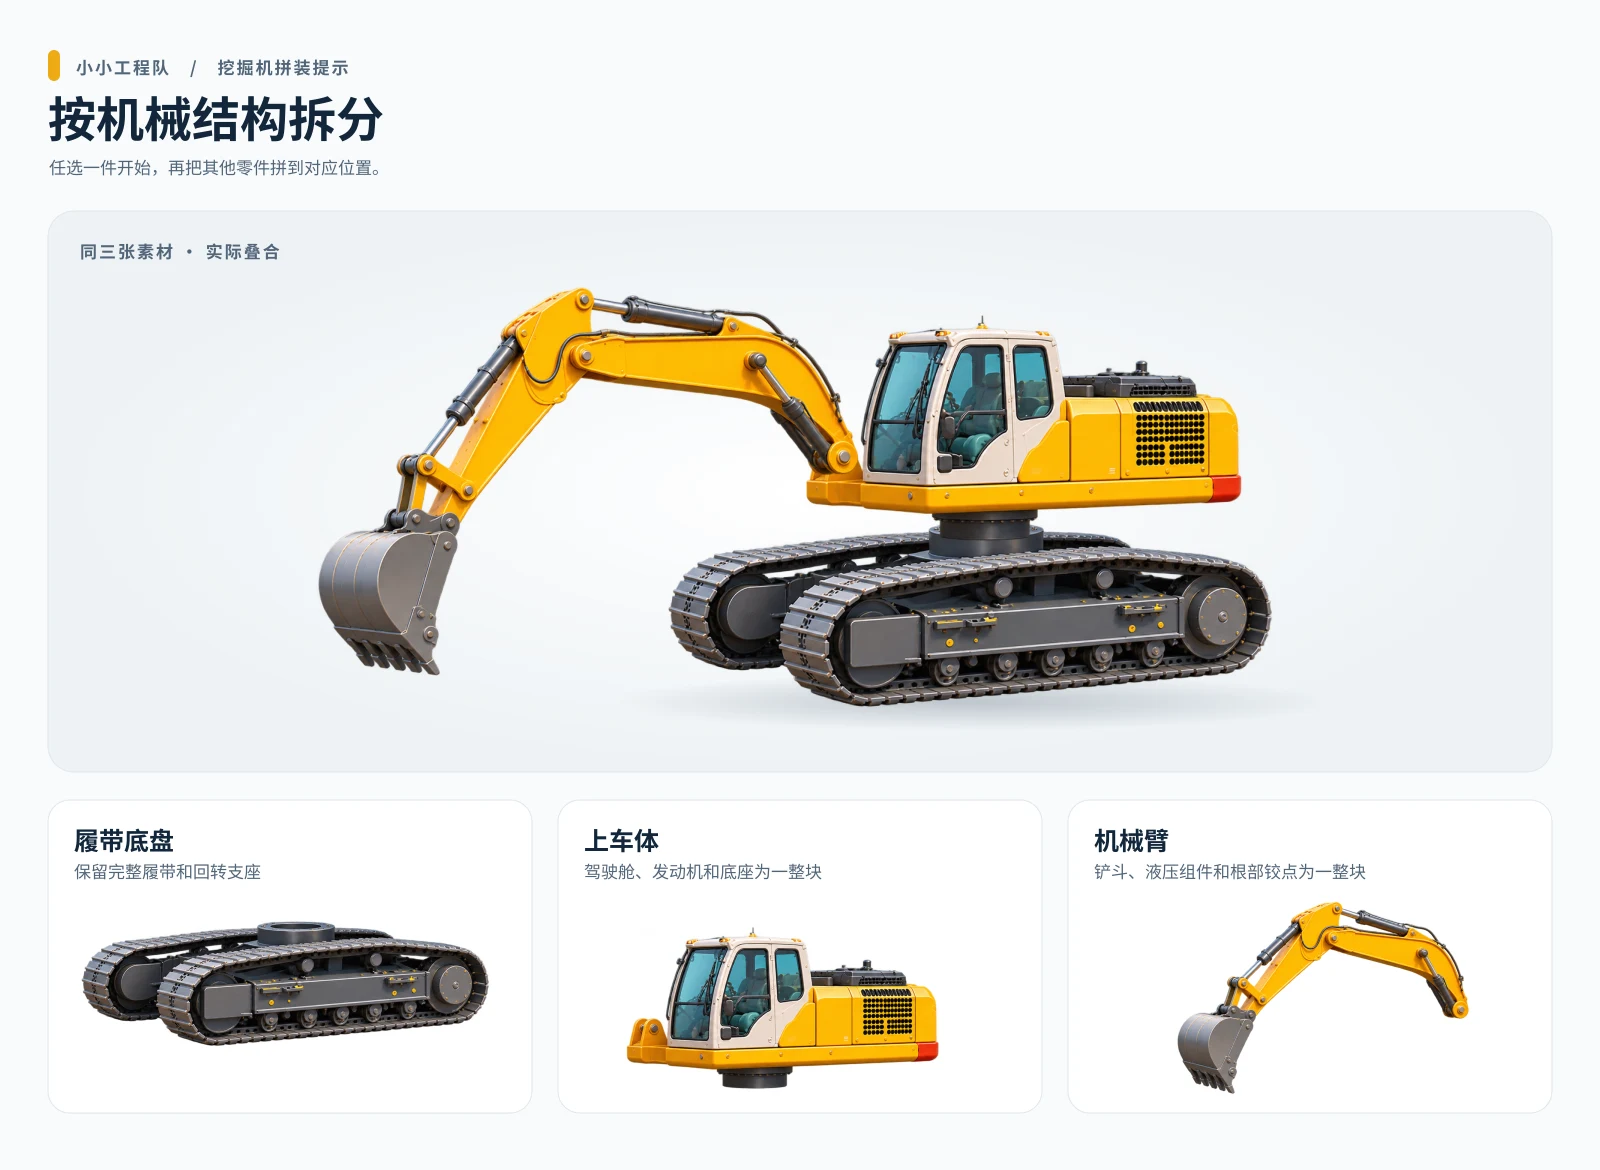 小小工程队 / 挖掘机拼装提示
按机械结构拆分
任选一件开始，再把其他零件拼到对应位置。
同三张素材 · 实际叠合
履带底盘
保留完整履带和回转支座
上车体
驾驶舱、发动机和底座为一整块
机械臂
铲斗、液压组件和根部铰点为一整块